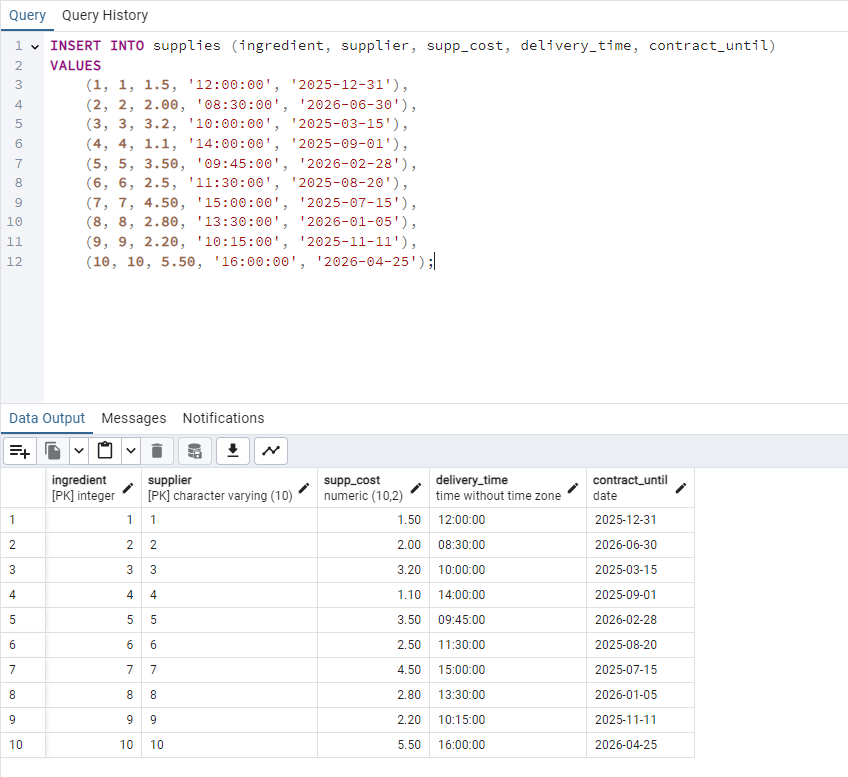 Query Query History
1 INSERT INTO supplies (ingredient, supplier, supp_cost, delivery_time, contract_until)
2 VALUES
3 (1, 1, 1.5, '12:00:00', '2025-12-31'),
4 (2, 2, 2.00, '08:30:00', '2026-06-30'),
5 (3, 3, 3.2, '10:00:00', '2025-03-15'),
6 (4, 4, 1.1, '14:00:00', '2025-09-01'),
7 (5, 5, 3.50, '09:45:00', '2026-02-28'),
8 (6, 6, 2.5, '11:30:00', '2025-08-20'),
9 (7, 7, 4.50, '15:00:00', '2025-07-15'),
10 (8, 8, 2.80, '13:30:00', '2026-01-05'),
11 (9, 9, 2.20, '10:15:00', '2025-11-11'),
12 (10, 10, 5.50, '16:00:00', '2026-04-25');
Data Output Messages Notifications
ingredient supplier supp_cost delivery_time contract_until
[PK] integer [PK] character varying (10) numeric (10,2) time without time zone date
1 1 1 1.50 12:00:00 2025-12-31
2 2 2 2.00 08:30:00 2026-06-30
3 3 3 3.20 10:00:00 2025-03-15
4 4 4 1.10 14:00:00 2025-09-01
5 5 5 3.50 09:45:00 2026-02-28
6 6 6 2.50 11:30:00 2025-08-20
7 7 7 4.50 15:00:00 2025-07-15
8 8 8 2.80 13:30:00 2026-01-05
9 9 9 2.20 10:15:00 2025-11-11
10 10 10 5.50 16:00:00 2026-04-25